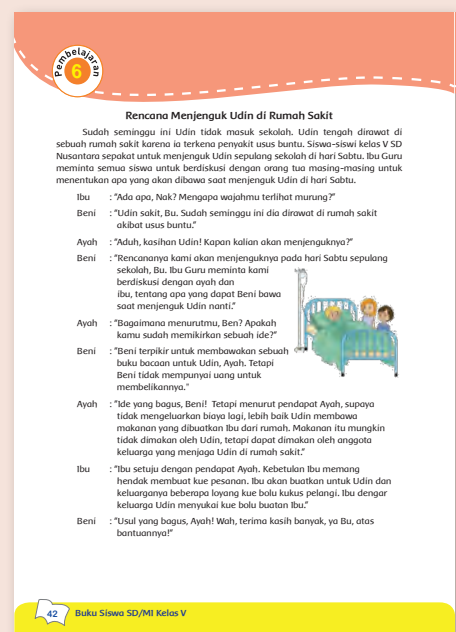 Pembelajaran
6
Rencana Menjenguk Udin di Rumah Sakit
Sudah seminggu ini Udin tidak masuk sekolah. Udin tengah dirawat di
sebuah rumah sakit karena ia terkena penyakit usus buntu. Siswa-siswi kelas V SD
Nusantara sepakat untuk menjenguk Udin sepulang sekolah di hari Sabtu. Ibu Guru
meminta semua siswa untuk berdiskusi dengan orang tua masing-masing untuk
menentukan apa yang akan dibawa saat menjenguk Udin di hari Sabtu.
Ibu : "Ada apa, Nak? Mengapa wajahmu terlihat murung?"
Beni : "Udin sakit, Bu. Sudah seminggu ini dia dirawat di rumah sakit
akibat usus buntu."
Ayah : "Aduh, kasihan Udin! Kapan kalian akan menjenguknya?"
Beni : "Rencananya kami akan menjenguknya pada hari Sabtu sepulang
sekolah, Bu. Ibu Guru meminta kami
berdiskusi dengan ayah dan
ibu, tentang apa yang dapat Beni bawa
saat menjenguk Udin nanti."
Ayah : "Bagaimana menurutmu, Ben? Apakah
kamu sudah memikirkan sebuah ide?"
Beni : "Beni terpikir untuk membawakan sebuah
buku bacaan untuk Udin, Ayah. Tetapi
Beni tidak mempunyai uang untuk
membelikannya."
Ayah : "Ide yang bagus, Beni! Tetapi menurut pendapat Ayah, supaya
tidak mengeluarkan biaya lagi, lebih baik Udin membawa
makanan yang dibuatkan Ibu dari rumah. Makanan itu mungkin
tidak dimakan oleh Udin, tetapi dapat dimakan oleh anggota
keluarga yang menjaga Udin di rumah sakit."
Ibu : "Ibu setuju dengan pendapat Ayah. Kebetulan Ibu memang
hendak membuat kue pesanan. Ibu akan buatkan untuk Udin dan
keluarganya beberapa loyang kue bolu kukus pelangi. Ibu dengar
keluarga Udin menyukai kue bolu buatan Ibu."
Beni : "Usul yang bagus, Ayah! Wah, terima kasih banyak, ya Bu, atas
bantuannya!"
42 Buku Siswa SD/MI Kelas V